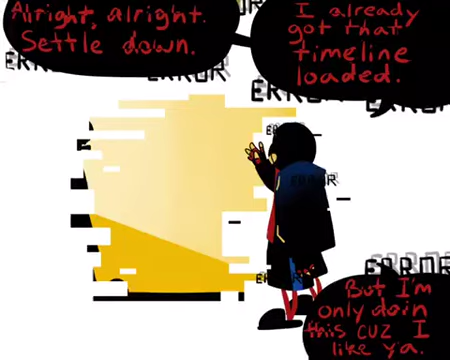 Alright, alright.
Settle down.
I already
got that
timeline
loaded.
ERROR
ERROR
ERROR
ERROR
ERROR
ERROR
But I'm
only doin
this cuz I
like ya.